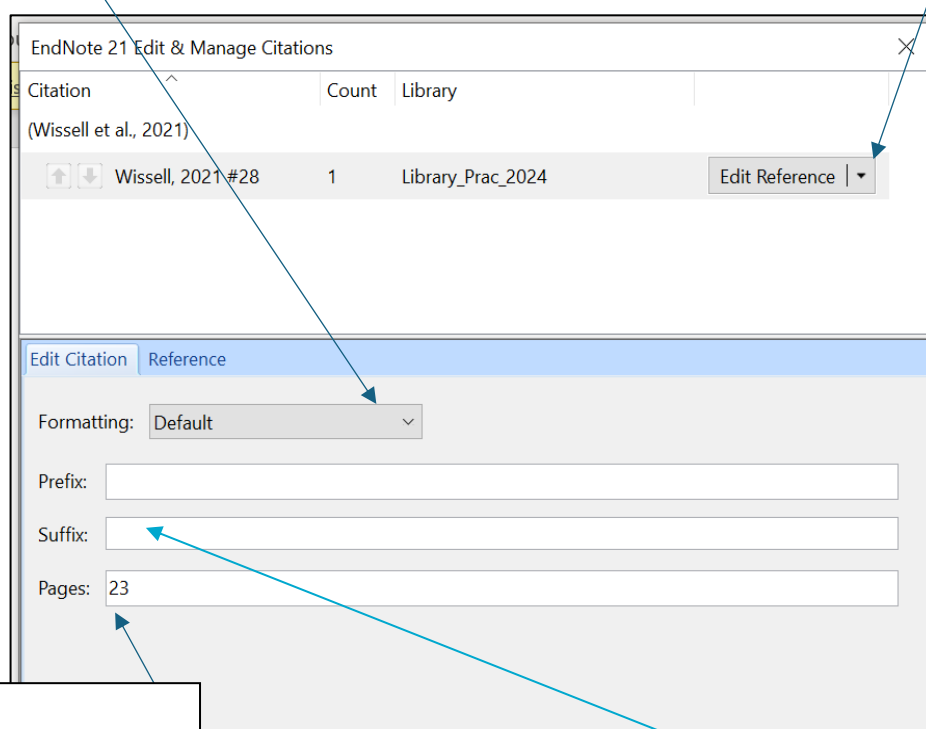 EndNote 21 Edit & Manage Citations
Citation Count Library
(Wissell et al., 2021)
Wissell, 2021 #28 1 Library_Prac_2024 Edit Reference
Edit Citation Reference
Formatting: Default
Prefix:
Suffix:
Pages: 23